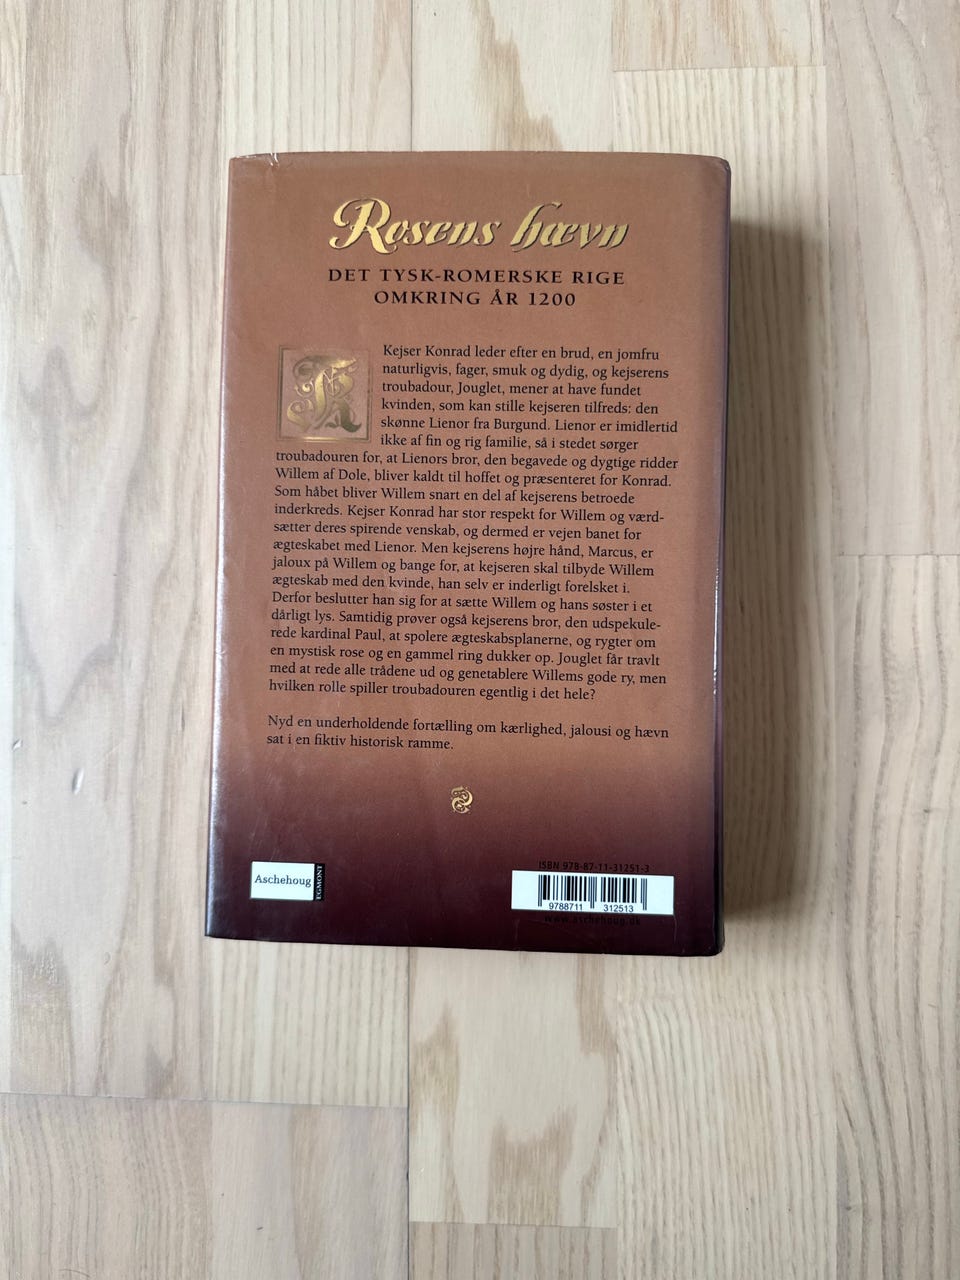 Rosens hævn
DET TYSK-ROMERSKE RIGE
OMKRING ÅR 1200
K
Kejser Konrad leder efter en brud, en jomfru
naturligvis, fager, smuk og dydig, og kejserens
troubadour, Jouglet, mener at have fundet
kvinden, som kan stille kejseren tilfreds: den
skønne Lienor fra Burgund. Lienor er imidlertid
ikke af fin og rig familie, så i stedet sørger
troubadouren for, at Lienors bror, den begavede og dygtige ridder
Willem af Dole, bliver kaldt til hoffet og præsenteret for Konrad.
Som håbet bliver Willem snart en del af kejserens betroede
inderkreds. Kejser Konrad har stor respekt for Willem og værd-
sætter deres spirende venskab, og dermed er vejen banet for
ægteskabet med Lienor. Men kejserens højre hånd, Marcus, er
jaloux på Willem og bange for, at kejseren skal tilbyde Willem
ægteskab med den kvinde, han selv er inderligt forelsket i.
Derfor beslutter han sig for at sætte Willem og hans søster i et
dårligt lys. Samtidig prøver også kejserens bror, den udspekule-
rede kardinal Paul, at spolere ægteskabsplanerne, og rygter om
en mystisk rose og en gammel ring dukker op. Jouglet får travlt
med at rede alle trådene ud og genetablere Willems gode ry, men
hvilken rolle spiller troubadouren egentlig i det hele?
Nyd en underholdende fortælling om kærlighed, jalousi og hævn
sat i en fiktiv historisk ramme.
Aschehoug
EGMONT
ISBN 978-87-11-31251-3
9788711 312513
www.aschehoug.dk